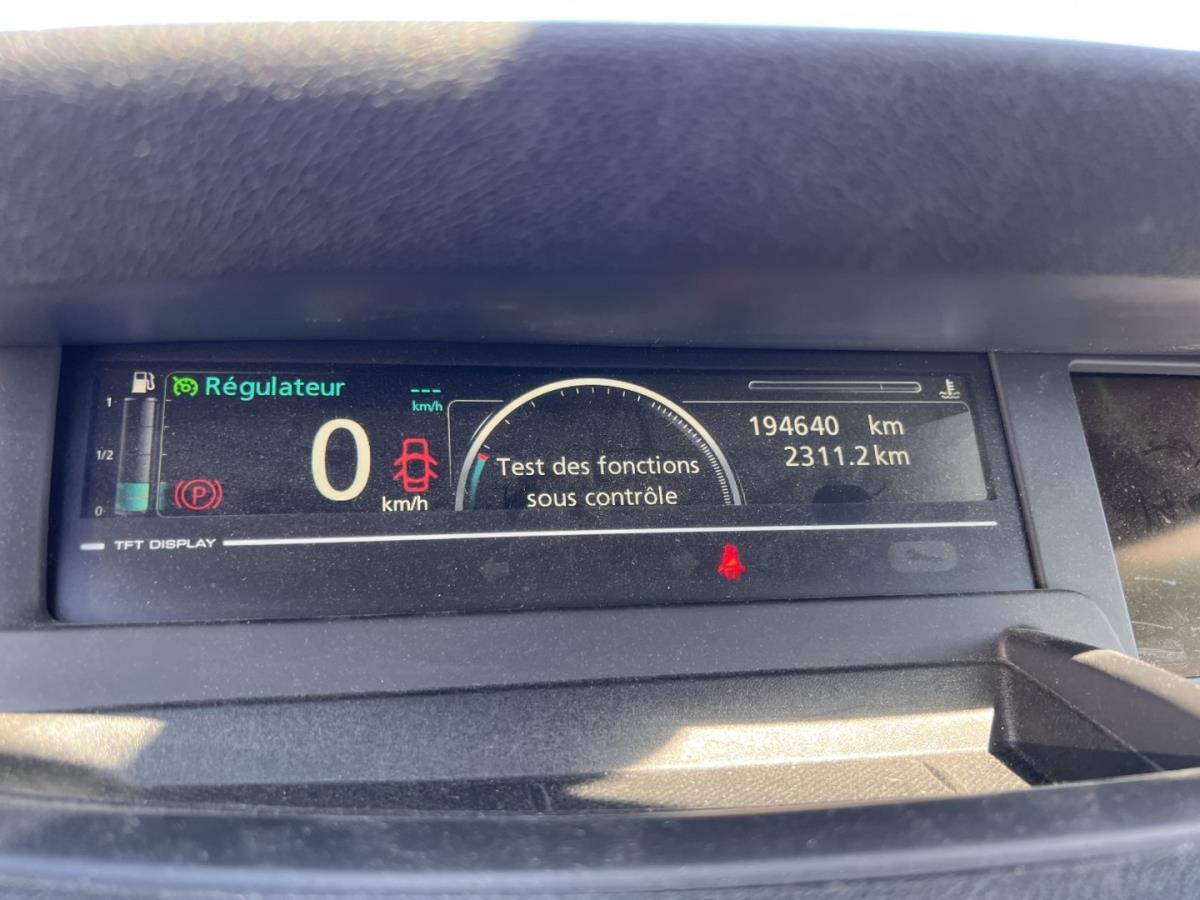 Régulateur
---
km/h
1
1/2
0
P
0
km/h
Test des fonctions
sous contrôle
194640 km
2311.2 km
TFT DISPLAY